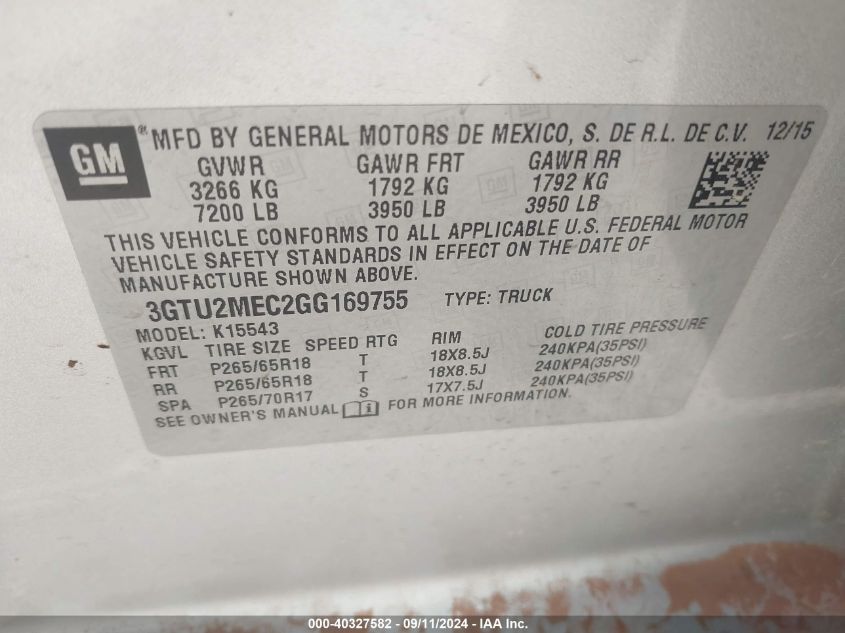 GM
® MFD BY GENERAL MOTORS DE MEXICO, S. DE R.L. DE C.V. 12/15
GVWR GAWR FRT GAWR RR
3266 KG 1792 KG 1792 KG
7200 LB 3950 LB 3950 LB
THIS VEHICLE CONFORMS TO ALL APPLICABLE U.S. FEDERAL MOTOR
VEHICLE SAFETY STANDARDS IN EFFECT ON THE DATE OF
MANUFACTURE SHOWN ABOVE.
3GTU2MEC2GG169755 TYPE: TRUCK
MODEL: K15543
KGVL TIRE SIZE SPEED RTG RIM COLD TIRE PRESSURE
FRT P265/65R18 T 18X8.5J 240KPA(35PSI)
RR P265/65R18 T 18X8.5J 240KPA(35PSI)
SPA P265/70R17 S 17X7.5J 240KPA(35PSI)
SEE OWNER'S MANUAL i FOR MORE INFORMATION.
000-40327582 - 09/11/2024 - IAA Inc.